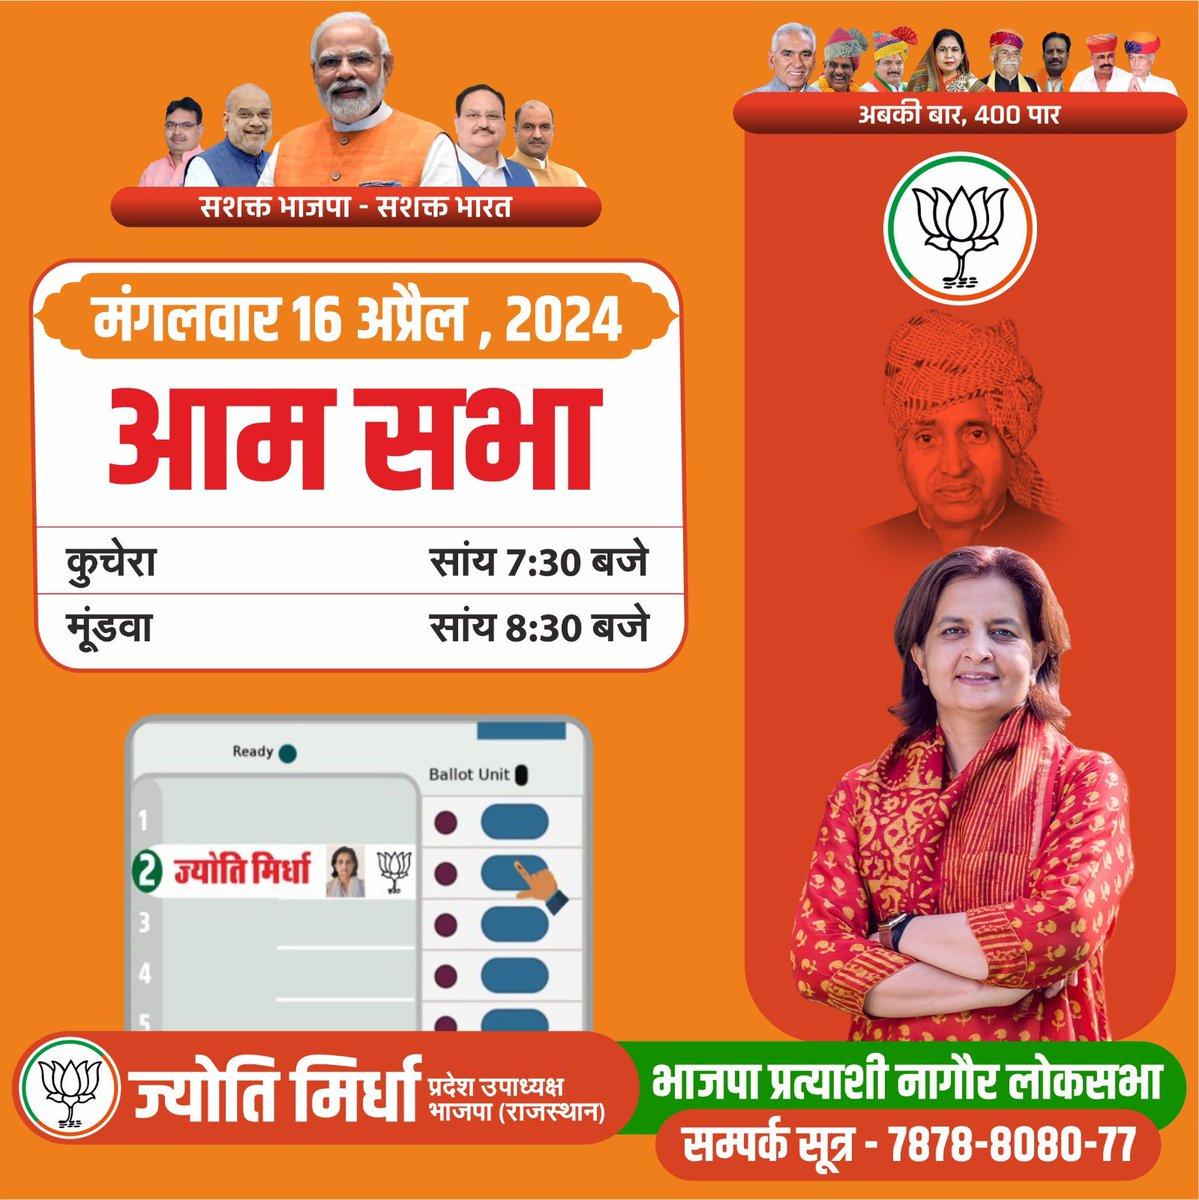 सशक्त भाजपा - सशक्त भारत
अबकी बार, 400 पार
मंगलवार 16 अप्रैल , 2024
आम सभा
कुचेरा सांय 7:30 बजे
मूंडवा सांय 8:30 बजे
Ready
Ballot Unit
1
2 ज्योति मिर्धा
3
4
5
ज्योति मिर्धा
प्रदेश उपाध्यक्ष
भाजपा (राजस्थान)
भाजपा प्रत्याशी नागौर लोकसभा
सम्पर्क सूत्र - 7878-8080-77